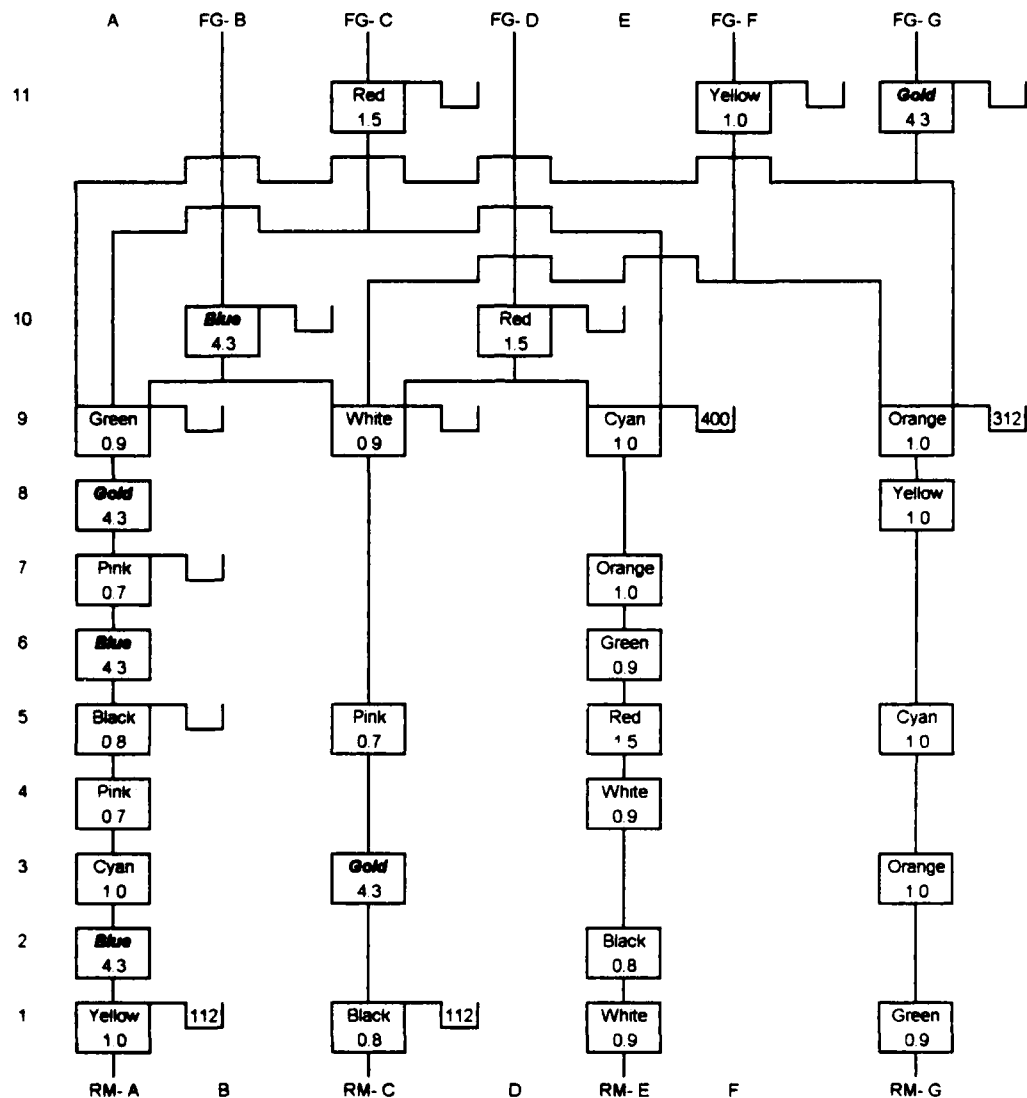 A FG- B FG- C FG- D E FG- F FG- G
11
Red
1.5
Yellow
1.0
Gold
4.3
10
Blue
4.3
Red
1.5
9
Green
0.9
White
0.9
Cyan
1.0
400
Orange
1.0
312
8
Gold
4.3
Yellow
1.0
7
Pink
0.7
Orange
1.0
6
Blue
4.3
Green
0.9
5
Black
0.8
Pink
0.7
Red
1.5
Cyan
1.0
4
Pink
0.7
White
0.9
3
Cyan
1.0
Gold
4.3
Orange
1.0
2
Blue
4.3
Black
0.8
1
Yellow
1.0
112
Black
0.8
112
White
0.9
Green
0.9
RM- A B RM- C D RM- E F RM- G